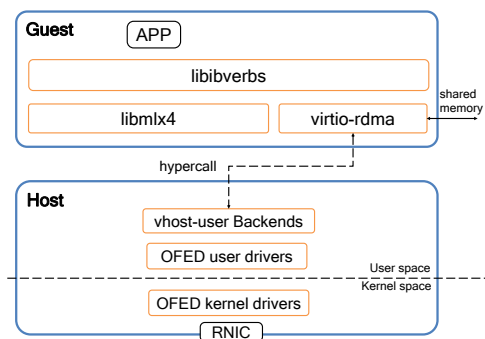 Guest
APP
libibverbs
libmlx4
virtio-rdma
shared
memory
hypercall
Host
vhost-user Backends
OFED user drivers
User space
Kernel space
OFED kernel drivers
RNIC